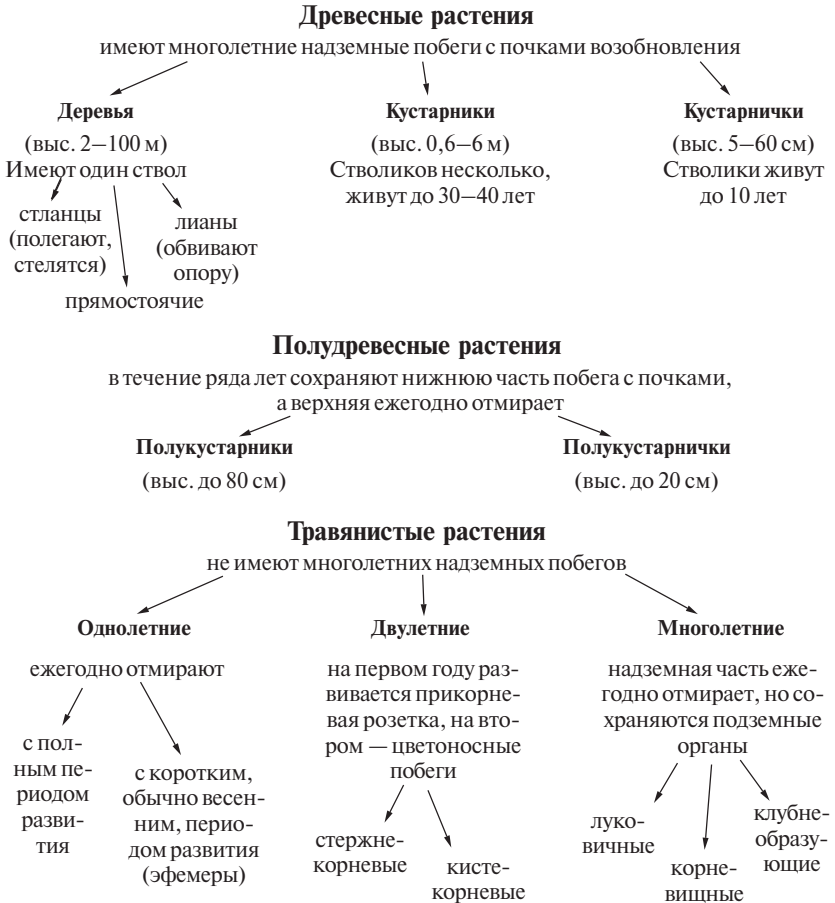 Древесные растения
имеют многолетние надземные побеги с почками возобновления
Деревья
(выс. 2–100 м)
Имеют один ствол
стланцы
(полегают,
стелятся)
лианы
(обвивают
опору)
прямостоячие
Кустарники
(выс. 0,6–6 м)
Стволиков несколько,
живут до 30–40 лет
Кустарнички
(выс. 5–60 см)
Стволики живут
до 10 лет
Полудревесные растения
в течение ряда лет сохраняют нижнюю часть побега с почками,
а верхняя ежегодно отмирает
Полукустарники
(выс. до 80 см)
Полукустарнички
(выс. до 20 см)
Травянистые растения
не имеют многолетних надземных побегов
Однолетние
ежегодно отмирают
с пол-
ным пе-
риодом
разви-
тия
с коротким,
обычно весен-
ним, перио-
дом развития
(эфемеры)
Двулетние
на первом году раз-
вивается прикорне-
вая розетка, на вто-
ром — цветоносные
побеги
стержне-
корневые
кисте-
корневые
Многолетние
надземная часть еже-
годно отмирает, но со-
храняются подземные
органы
луко-
вичные
корне-
вищные
клубне-
образу-
ющие